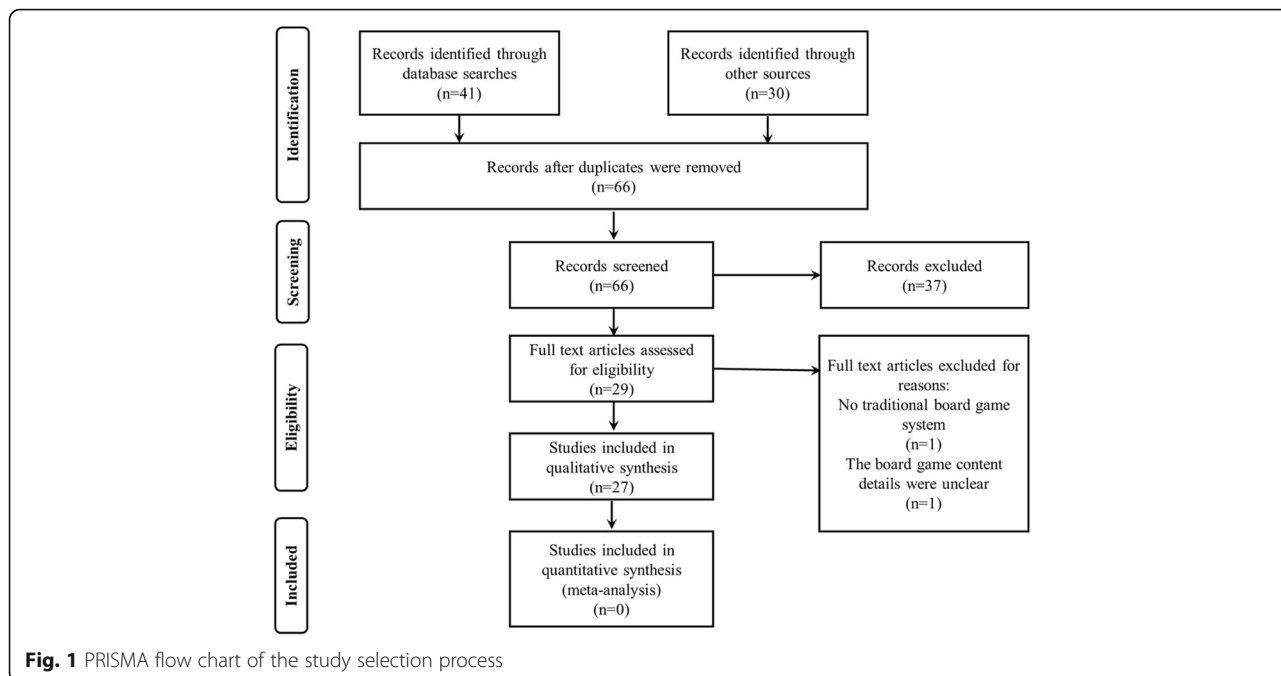 Identification
Records identified through
database searches
(n=41)
Records identified through
other sources
(n=30)
Records after duplicates were removed
(n=66)
Screening
Records screened
(n=66)
Records excluded
(n=37)
Eligibility
Full text articles assessed
for eligibility
(n=29)
Full text articles excluded for
reasons:
No traditional board game
system
(n=1)
The board game content
details were unclear
(n=1)
Studies included in
qualitative synthesis
(n=27)
Included
Studies included in
quantitative synthesis
(meta-analysis)
(n=0)
Fig. 1 PRISMA flow chart of the study selection process